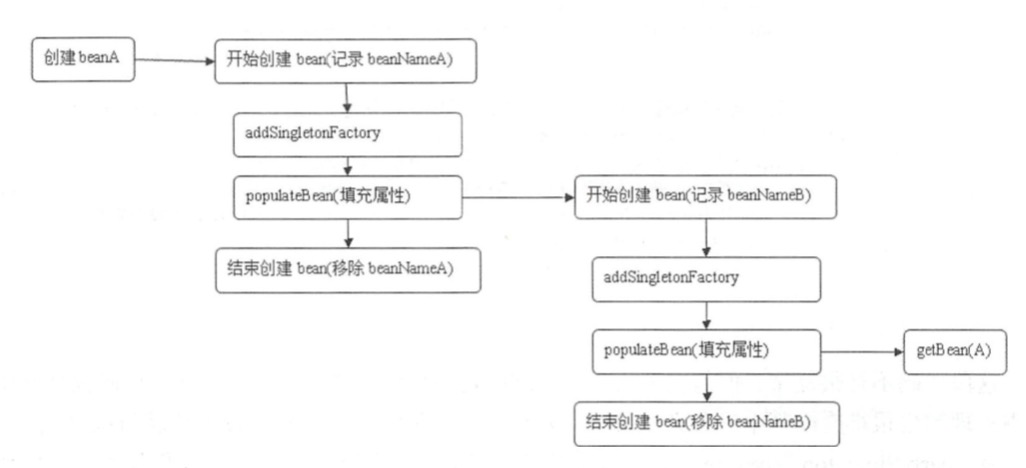 创建 beanA
开始创建 bean(记录 beanNameA)
addSingletonFactory
populateBean(填充属性)
结束创建 bean(移除 beanNameA)
开始创建 bean(记录 beanNameB)
addSingletonFactory
populateBean(填充属性)
getBean(A)
结束创建 bean(移除 beanNameB)